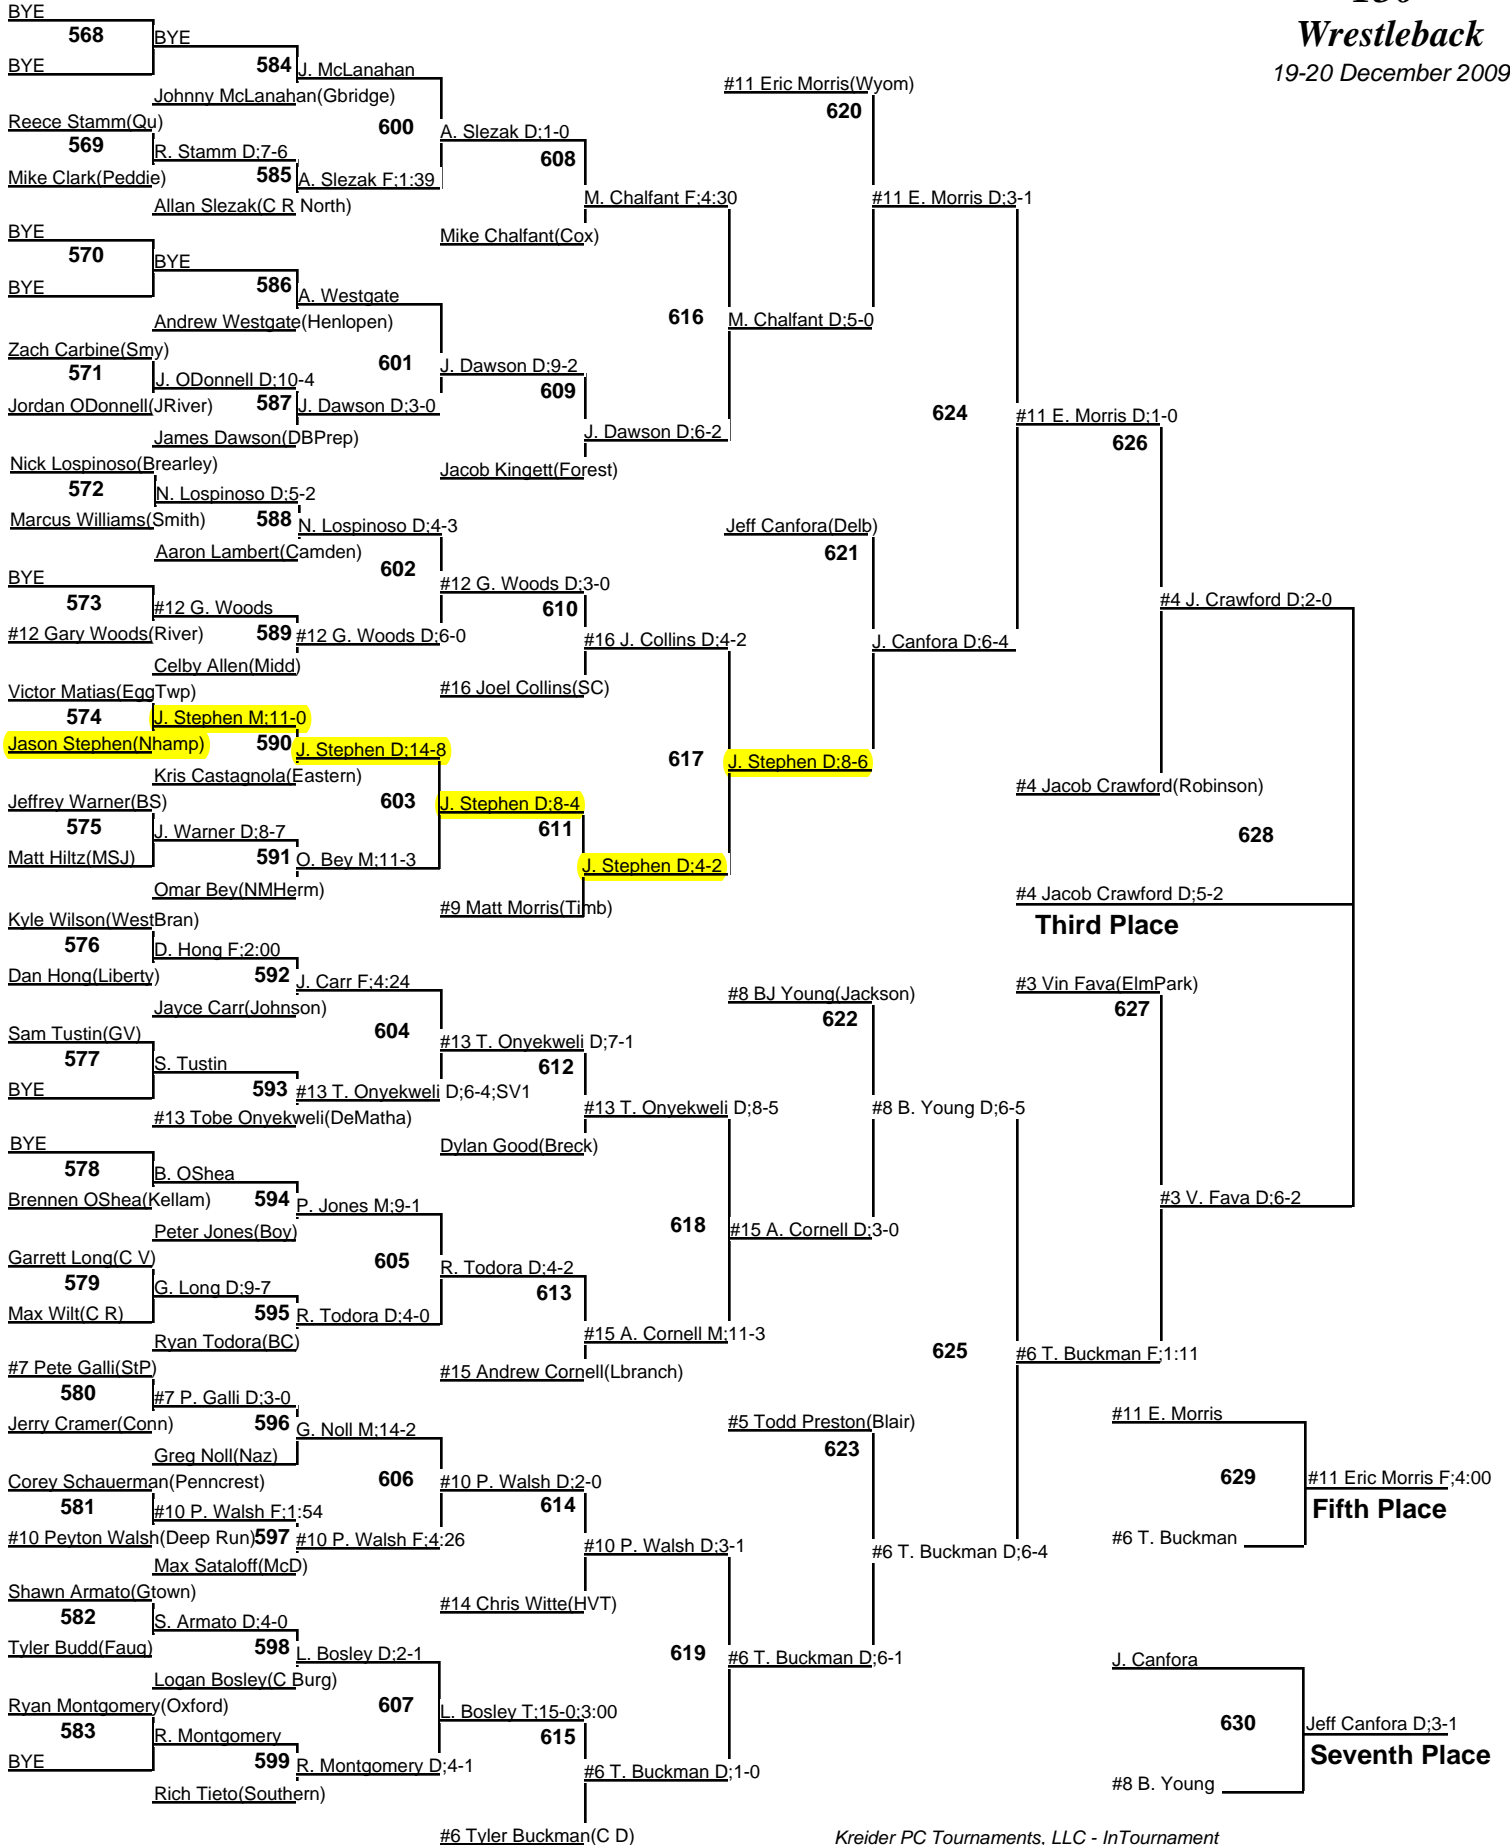 Wrestleback
19-20 December 2009
BYE
568
BYE
BYE
584
J. McLanahan
Johnny McLanahan(Gbridge)
600
Reece Stamm(Qu)
569
R. Stamm D;7-6
Mike Clark(Peddie)
585
A. Slezak F;1:39
Allan Slezak(C R North)
A. Slezak D;1-0
608
M. Chalfant F;4:30
Mike Chalfant(Cox)
BYE
570
BYE
BYE
586
A. Westgate
Andrew Westgate(Henlopen)
601
Zach Carbine(Smy)
571
J. ODonnell D;10-4
Jordan ODonnell(JRiver)
587
J. Dawson D;3-0
James Dawson(DBPrep)
J. Dawson D;9-2
609
J. Dawson D;6-2
Jacob Kingett(Forest)
616
M. Chalfant D;5-0
#11 Eric Morris(Wyom)
620
#11 E. Morris D;3-1
Nick Lospinoso(Brearley)
572
N. Lospinoso D;5-2
Marcus Williams(Smith)
588
N. Lospinoso D;4-3
Aaron Lambert(Camden)
602
BYE
573
#12 G. Woods
#12 Gary Woods(River)
589
#12 G. Woods D;6-0
Celby Allen(Midd)
#12 G. Woods D;3-0
610
#16 J. Collins D;4-2
#16 Joel Collins(SC)
Victor Matias(EggTwp)
574
J. Stephen M;11-0
Jason Stephen(Nhamp)
590
J. Stephen D;14-8
Kris Castagnola(Eastern)
603
Jeffrey Warner(BS)
575
J. Warner D;8-7
Matt Hiltz(MSJ)
591
O. Bey M;11-3
Omar Bey(NMHerm)
J. Stephen D;8-4
611
J. Stephen D;4-2
#9 Matt Morris(Timb)
617
J. Stephen D;8-6
Jeff Canfora(Delb)
621
J. Canfora D;6-4
624
#11 E. Morris D;1-0
626
#4 J. Crawford D;2-0
#4 Jacob Crawford(Robinson)
628
#4 Jacob Crawford D;5-2
Third Place
Kyle Wilson(WestBran)
576
D. Hong F;2:00
Dan Hong(Liberty)
592
J. Carr F;4:24
Jayce Carr(Johnson)
604
Sam Tustin(GV)
577
S. Tustin
BYE
593
#13 T. Onyekweli D;6-4;SV1
#13 Tobe Onyekweli(DeMatha)
#13 T. Onyekweli D;7-1
612
#13 T. Onyekweli D;8-5
Dylan Good(Breck)
BYE
578
B. OShea
Brennen OShea(Kellam)
594
P. Jones M;9-1
Peter Jones(Boy)
605
Garrett Long(C V)
579
G. Long D;9-7
Max Wilt(C R)
595
R. Todora D;4-0
Ryan Todora(BC)
R. Todora D;4-2
613
#15 A. Cornell M;11-3
#15 Andrew Cornell(Lbranch)
618
#15 A. Cornell D;3-0
#8 BJ Young(Jackson)
622
#8 B. Young D;6-5
#3 Vin Fava(ElmPark)
627
#3 V. Fava D;6-2
#7 Pete Galli(StP)
580
#7 P. Galli D;3-0
Jerry Cramer(Conn)
596
G. Noll M;14-2
Greg Noll(Naz)
606
Corey Schauerman(Penncrest)
581
#10 P. Walsh F;1:54
#10 Peyton Walsh(Deep Run)
597
#10 P. Walsh F;4:26
Max Sataloff(McD)
#10 P. Walsh D;2-0
614
#10 P. Walsh D;3-1
#14 Chris Witte(HVT)
Shawn Armato(Gtown)
582
S. Armato D;4-0
Tyler Budd(Fauq)
598
L. Bosley D;2-1
Logan Bosley(C Burg)
607
Ryan Montgomery(Oxford)
583
R. Montgomery
BYE
599
R. Montgomery D;4-1
Rich Tieto(Southern)
L. Bosley T;15-0;3:00
615
#6 T. Buckman D;1-0
#6 Tyler Buckman(C D)
619
#6 T. Buckman D;6-1
#5 Todd Preston(Blair)
623
#6 T. Buckman D;6-4
625
#6 T. Buckman F;1:11
#11 E. Morris
629
#11 Eric Morris F;4:00
Fifth Place
#6 T. Buckman
J. Canfora
630
Jeff Canfora D;3-1
Seventh Place
#8 B. Young
Kreider PC Tournaments, LLC - InTournament